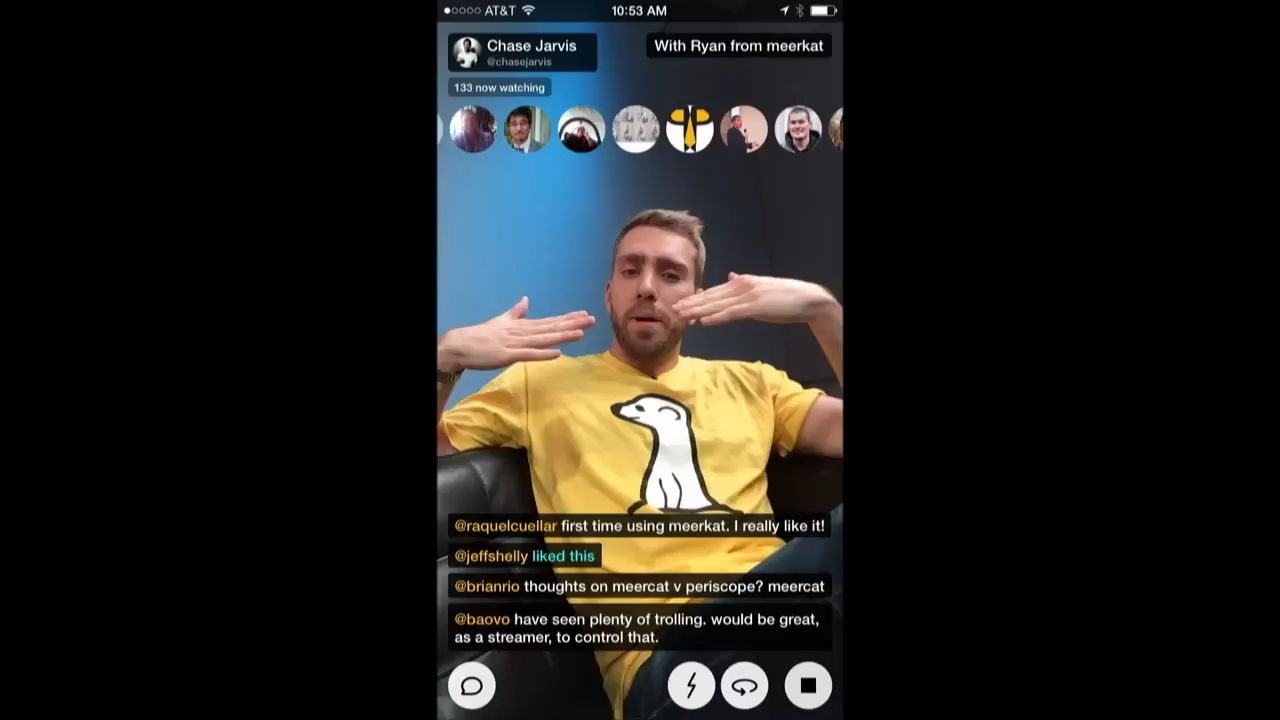 AT&T 10:53 AM
Chase Jarvis
@chasejarvis
With Ryan from meerkat
133 now watching
@raquelcuellar first time using meerkat. I really like it!
@jeffshelly liked this
@brianrio thoughts on meercat v periscope? meercat
@baovo have seen plenty of trolling. would be great,
as a streamer, to control that.